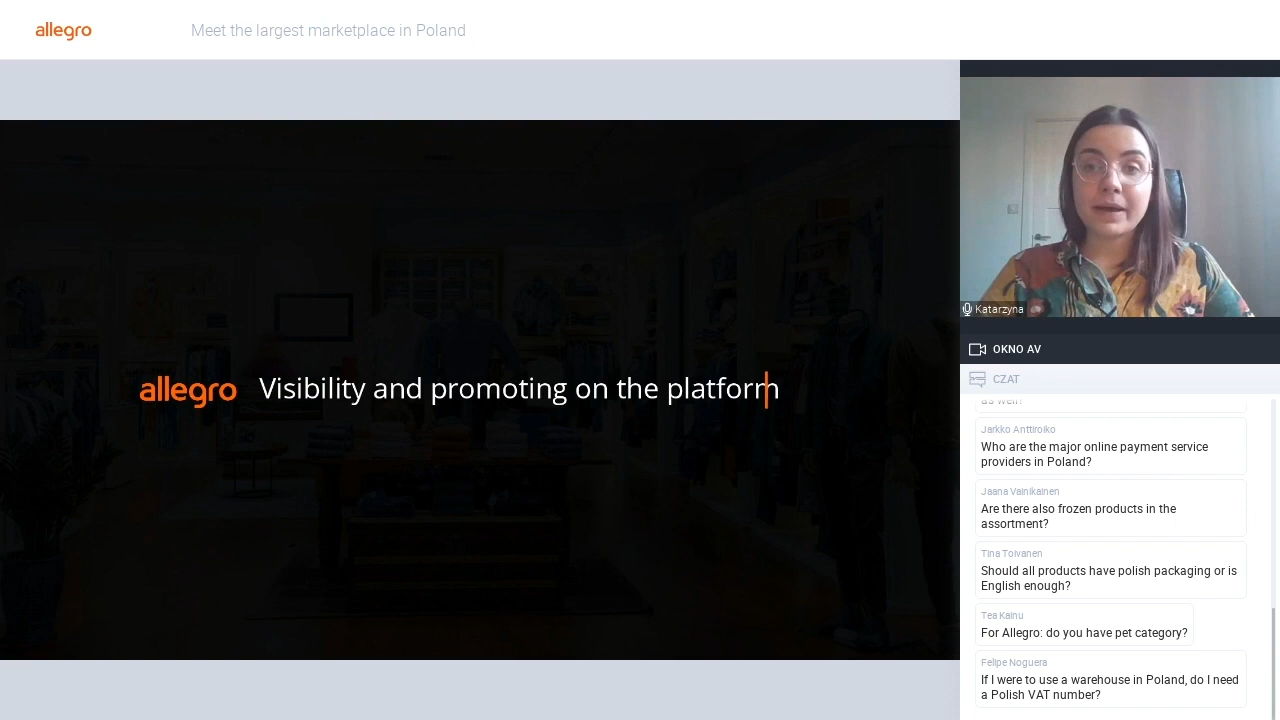 allegro
Meet the largest marketplace in Poland
allegro Visibility and promoting on the platform
Katarzyna
OKNO AV
CZAT
as well?
Jarkko Anttiroiko
Who are the major online payment service
providers in Poland?
Jaana Vainikainen
Are there also frozen products in the
assortment?
Tina Toivanen
Should all products have polish packaging or is
English enough?
Tea Kainu
For Allegro: do you have pet category?
Felipe Noguera
If I were to use a warehouse in Poland, do I need
a Polish VAT number?